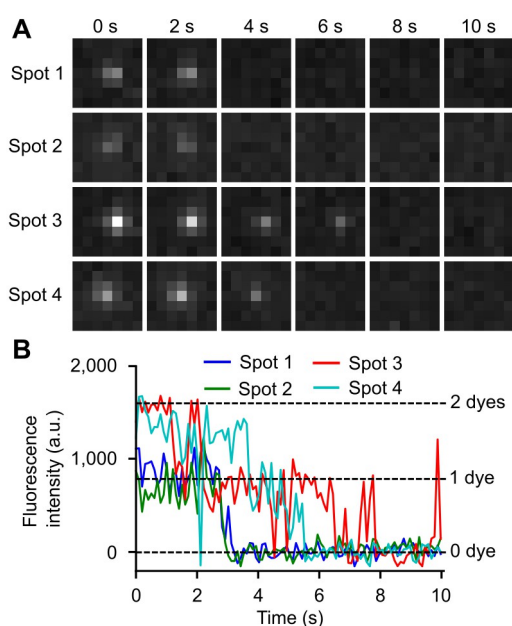 A
0 s 2 s 4 s 6 s 8 s 10 s
Spot 1
Spot 2
Spot 3
Spot 4
B
Spot 1 Spot 3
Spot 2 Spot 4
2,000
1,000
0
2 dyes
1 dye
0 dye
Fluorescence
intensity (a.u.)
0 2 4 6 8 10
Time (s)